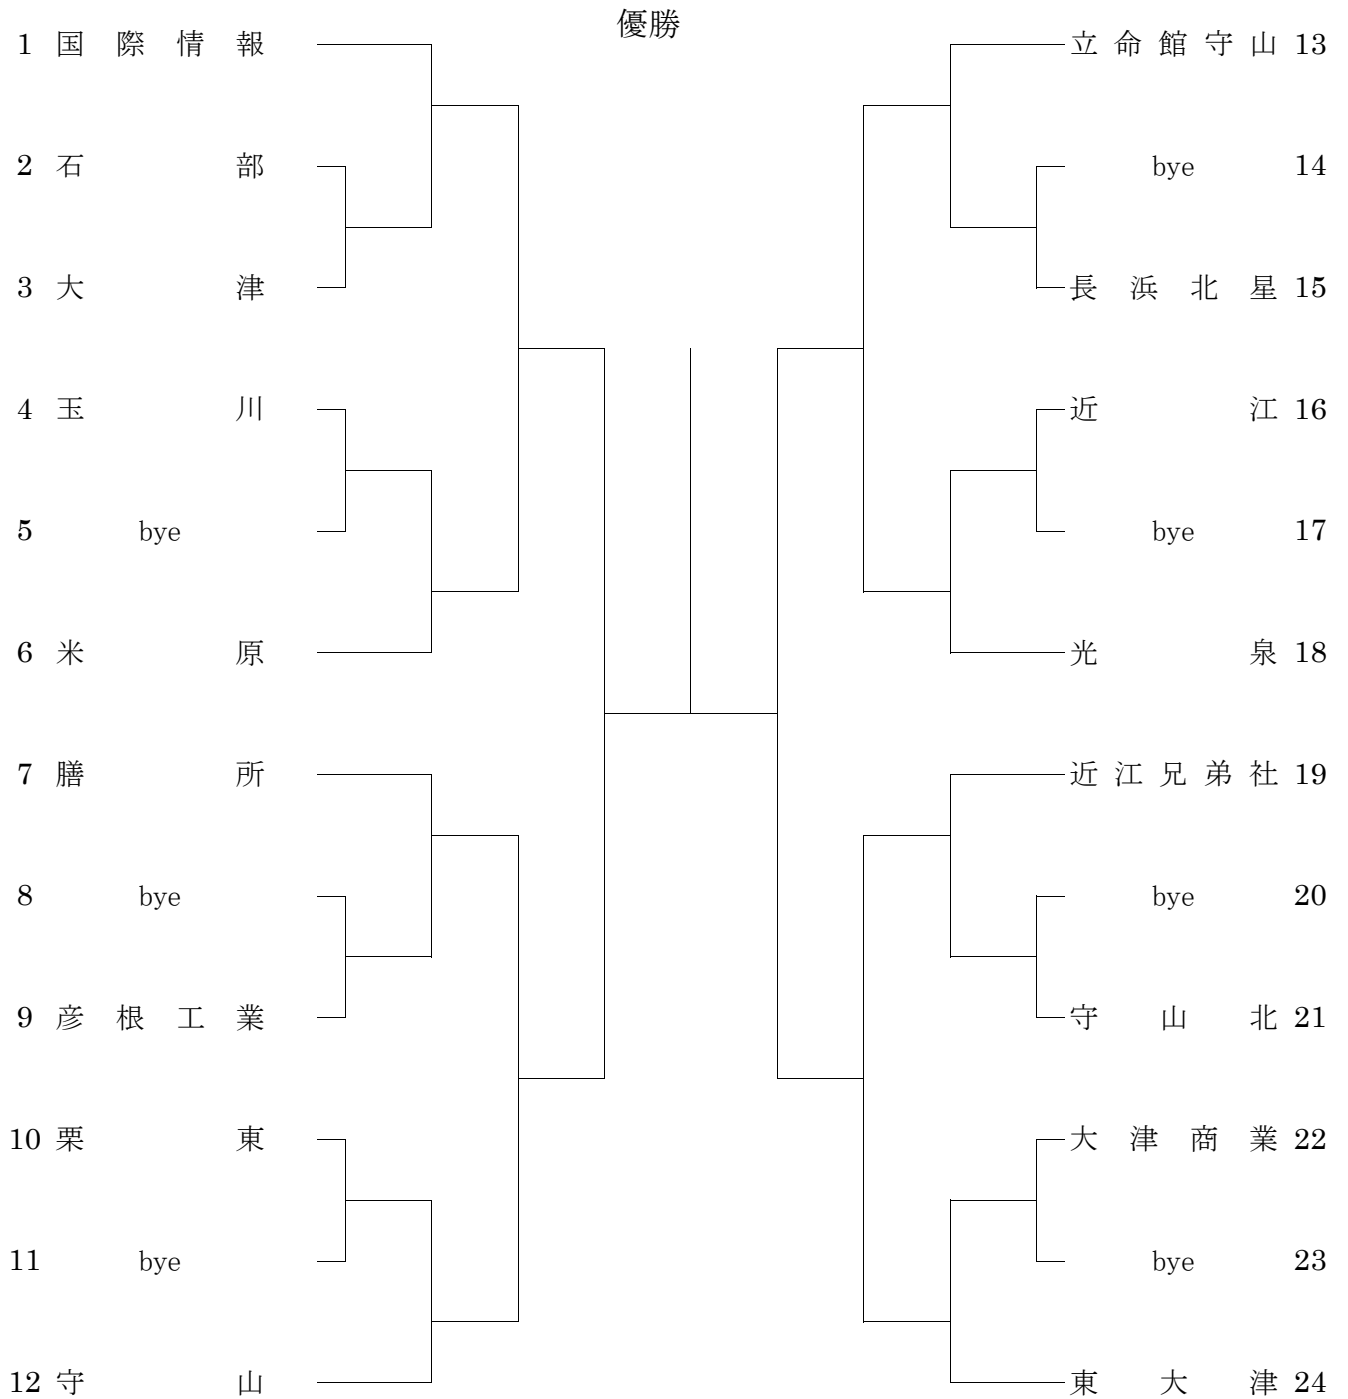 優勝
1 国際情報
2 石部
3 大津
4 玉川
5 bye
6 米原
7 膳所
8 bye
9 彦根工業
10 栗東
11 bye
12 守山
立命館守山 13
bye 14
長浜北星 15
近江 16
bye 17
光泉 18
近江兄弟社 19
bye 20
守山北 21
大津商業 22
bye 23
東大津 24